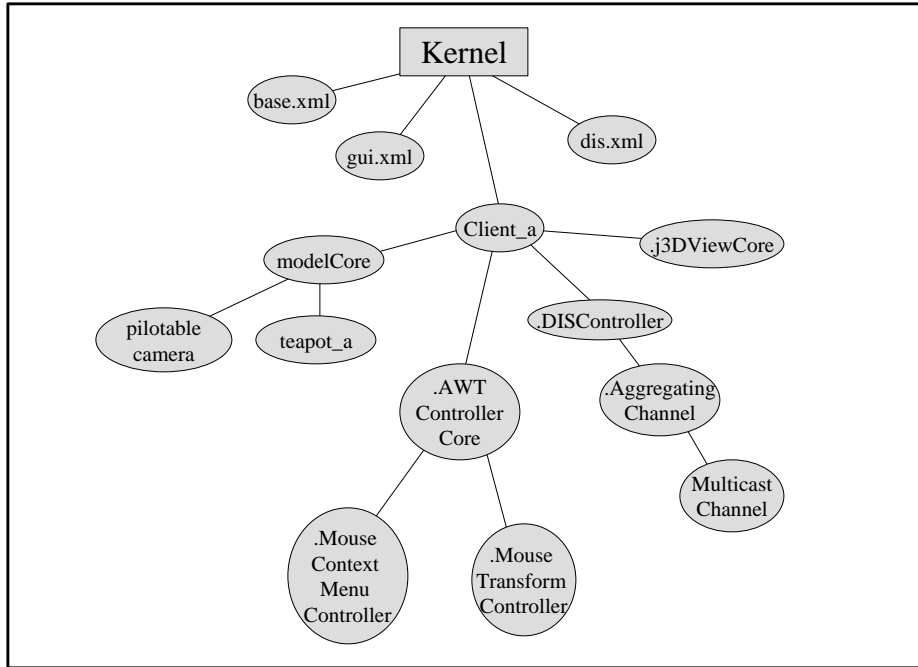 Kernel
base.xml
gui.xml
dis.xml
Client_a
.j3DViewCore
modelCore
pilotable
camera
teapot_a
.DISController
.AWT
Controller
Core
.Aggregating
Channel
Multicast
Channel
.Mouse
Context
Menu
Controller
.Mouse
Transform
Controller